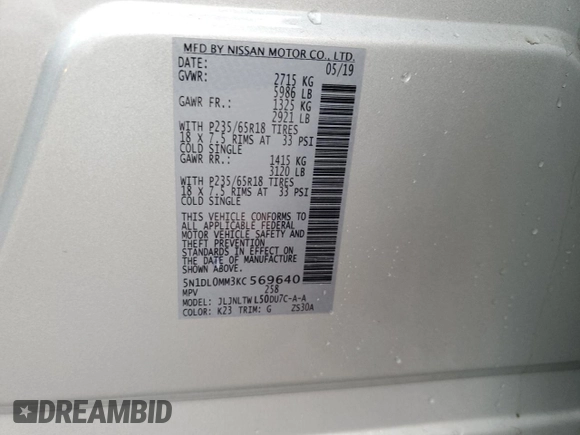 MFD BY NISSAN MOTOR CO., LTD.
DATE: 05/19
GVWR: 2715 KG
5986 LB
GAWR FR.: 1325 KG
2921 LB
WITH P235/65R18 TIRES
18 X 7.5 RIMS AT 33 PSI
COLD SINGLE
GAWR RR.: 1415 KG
3120 LB
WITH P235/65R18 TIRES
18 X 7.5 RIMS AT 33 PSI
COLD SINGLE
THIS VEHICLE CONFORMS TO
ALL APPLICABLE FEDERAL
MOTOR VEHICLE SAFETY AND
THEFT PREVENTION
STANDARDS IN EFFECT ON
THE DATE OF MANUFACTURE
SHOWN ABOVE.
5N1DL0MM3KC569640
MPV 258
MODEL: JLJNLTWL50DU7C-A-A
COLOR: K23 TRIM: G ZS30A
DREAMBID